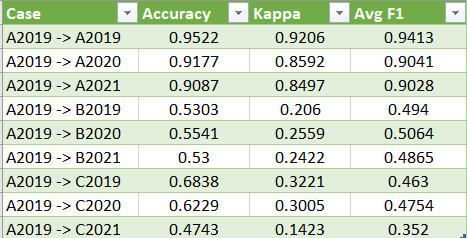 Case Accuracy Kappa Avg F1
A2019 -> A2019 0.9522 0.9206 0.9413
A2019 -> A2020 0.9177 0.8592 0.9041
A2019 -> A2021 0.9087 0.8497 0.9028
A2019 -> B2019 0.5303 0.206 0.494
A2019 -> B2020 0.5541 0.2559 0.5064
A2019 -> B2021 0.53 0.2422 0.4865
A2019 -> C2019 0.6838 0.3221 0.463
A2019 -> C2020 0.6229 0.3005 0.4754
A2019 -> C2021 0.4743 0.1423 0.352